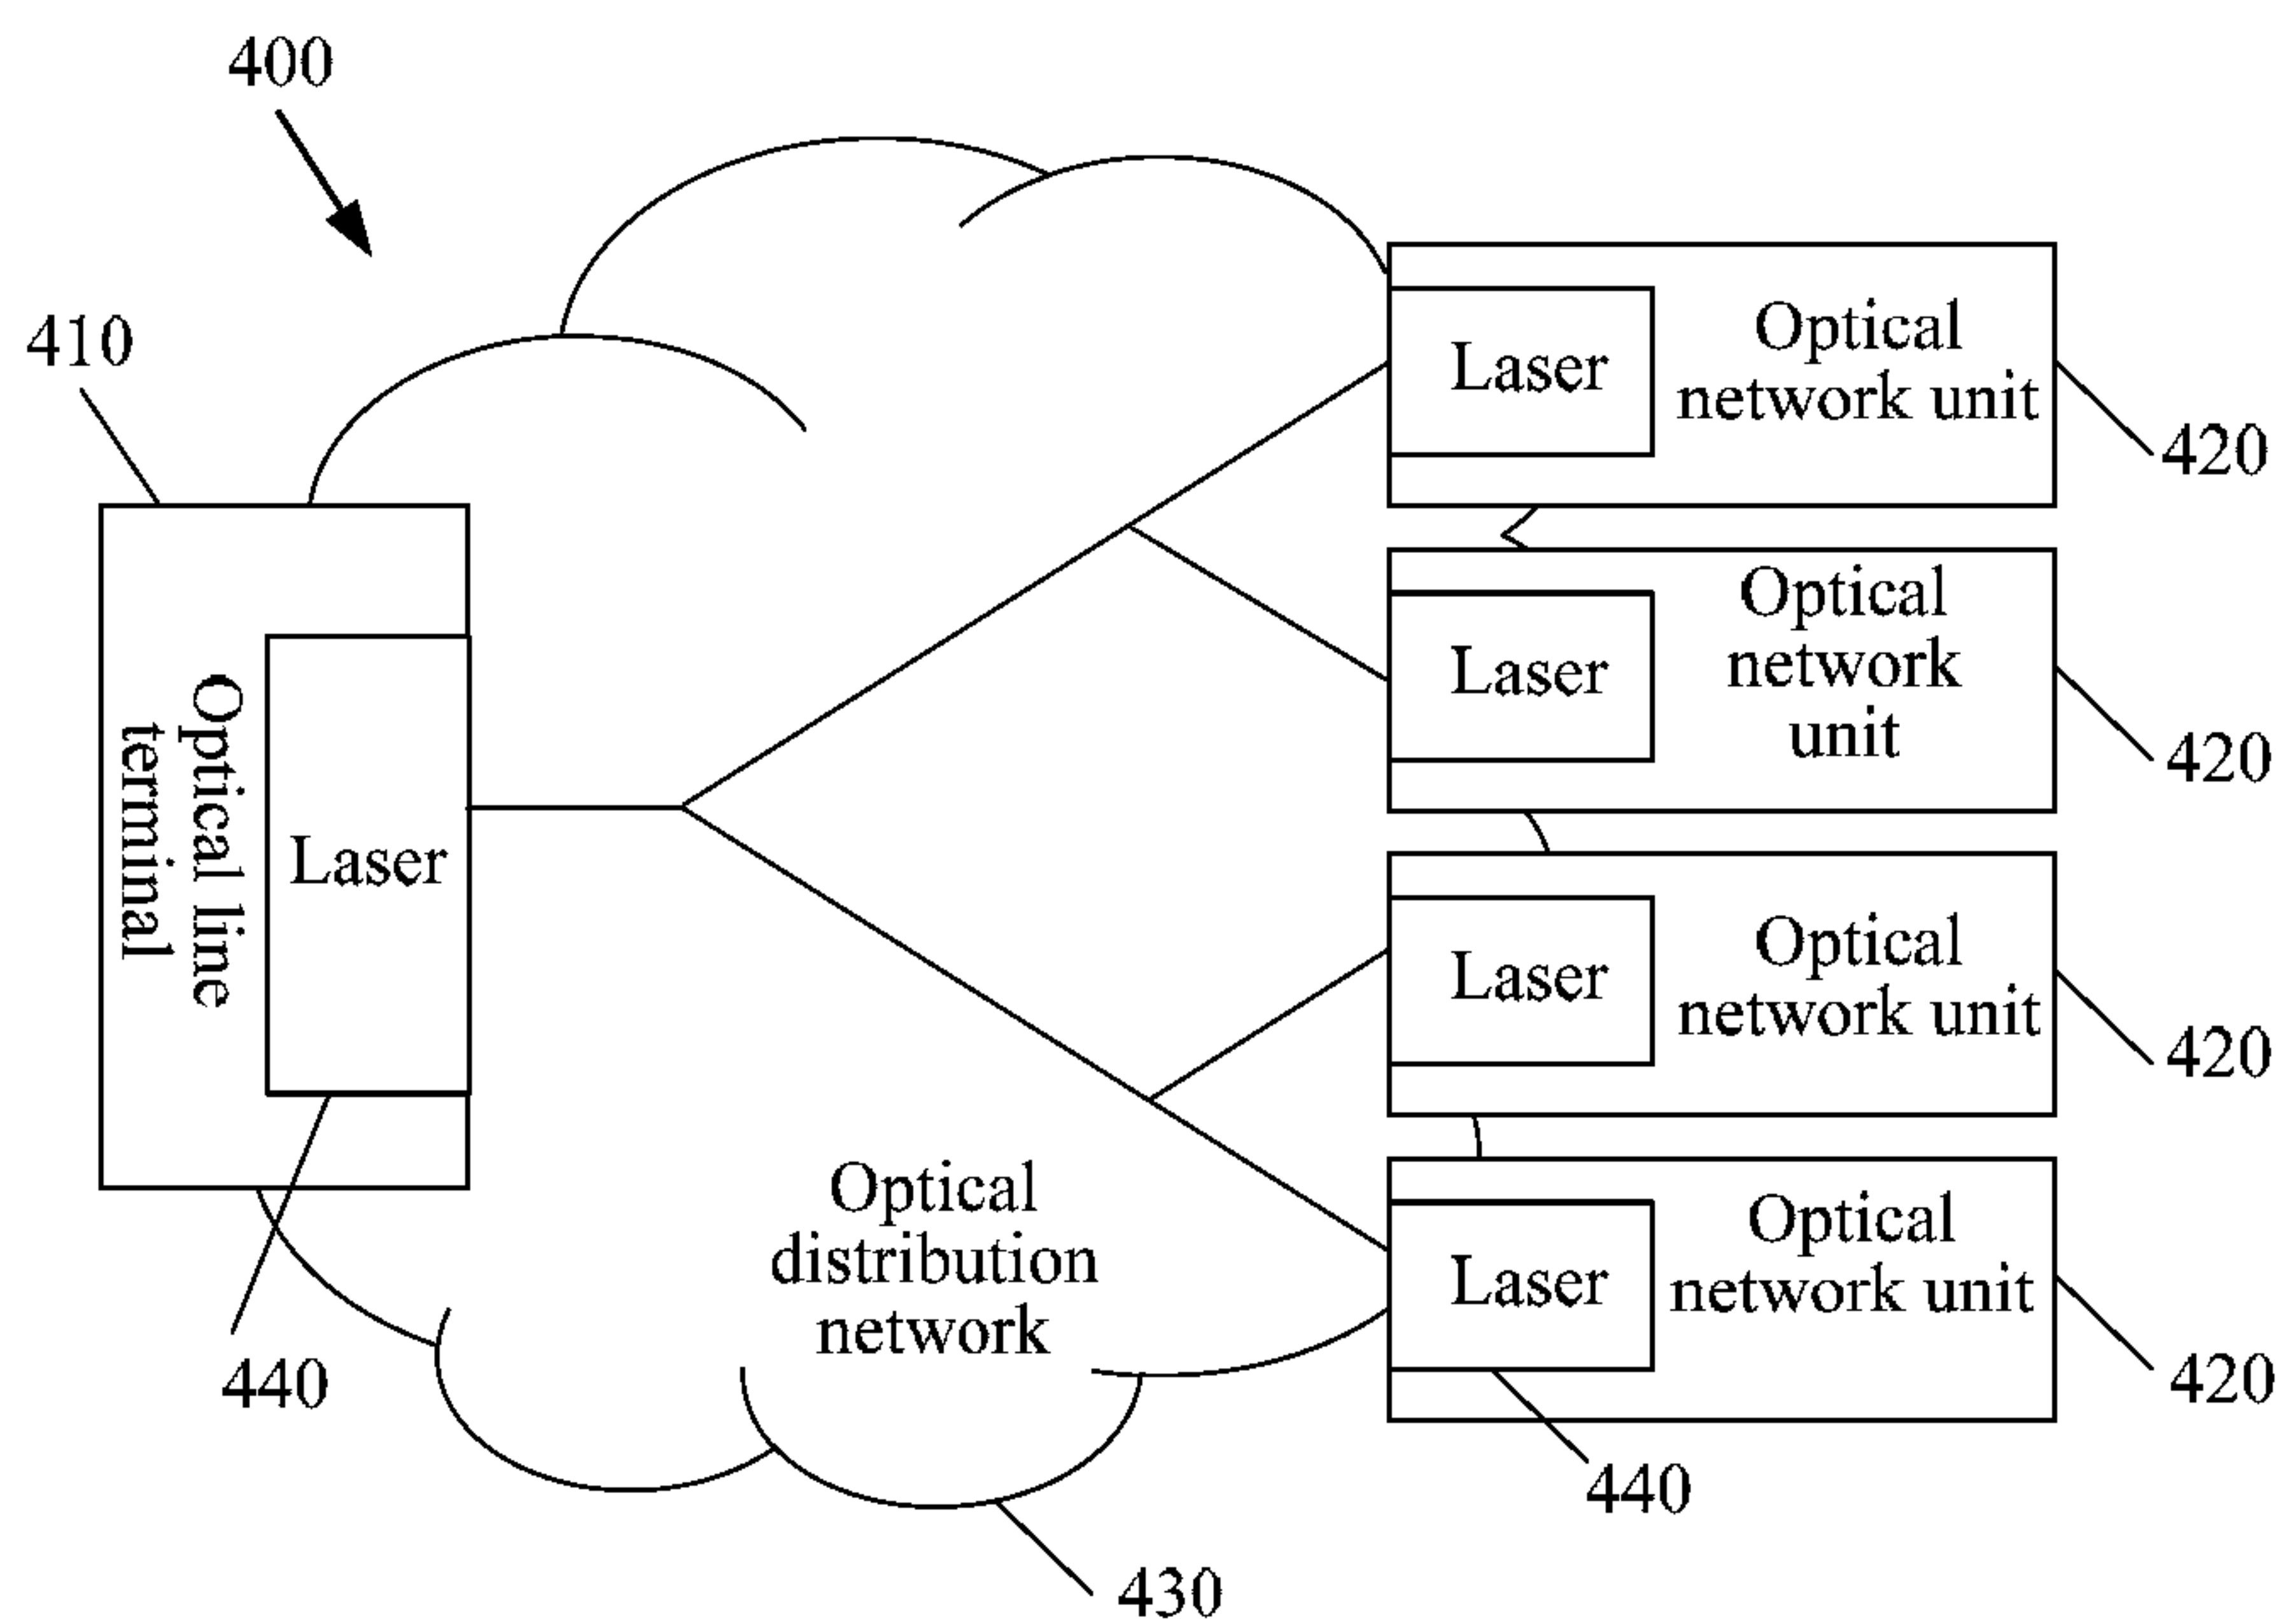 400
410
Optical line
terminal
Laser
440
Optical
distribution
network
430
Laser
Optical
network unit
420
Laser
Optical
network
unit
420
Laser
Optical
network unit
420
Laser
Optical
network unit
420
440